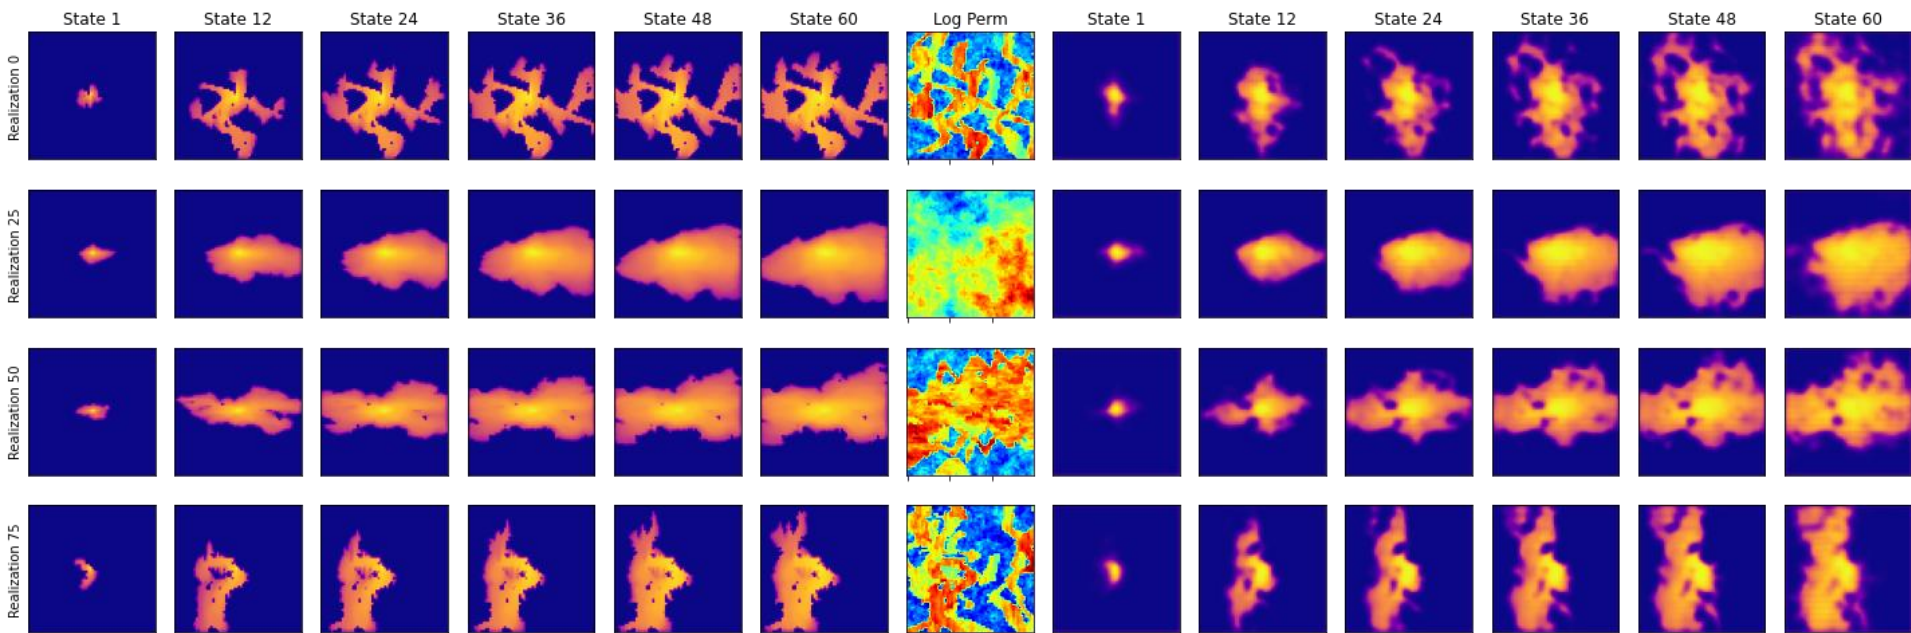 State 1 State 12 State 24 State 36 State 48 State 60 Log Perm State 1 State 12 State 24 State 36 State 48 State 60
Realization 0
Realization 25
Realization 50
Realization 75